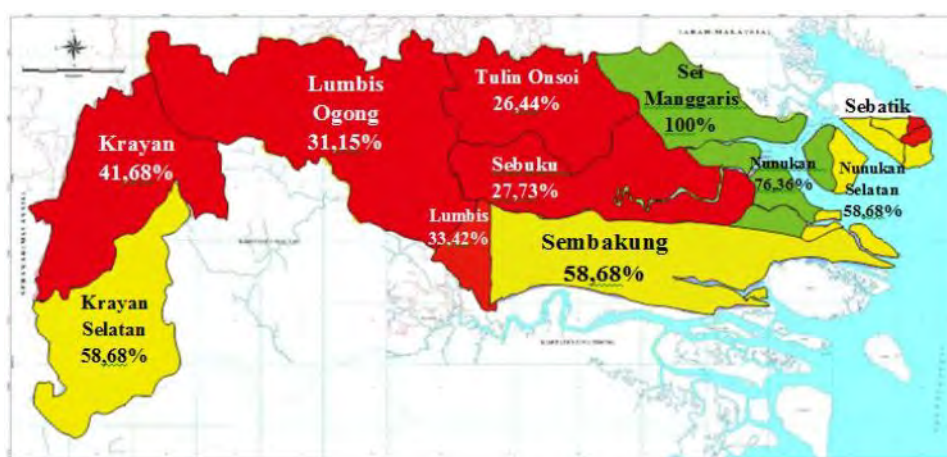 Tulin Onsoi
26,44%
Sei
Manggaris
100%
Lumbis
Ogong
31,15%
Sebatik
Krayan
41,68%
Sebuku
27,73%
Nunukan
76,36%
Nunukan
Selatan
58,68%
Lumbis
33,42%
Sembakung
58,68%
Krayan
Selatan
58,68%